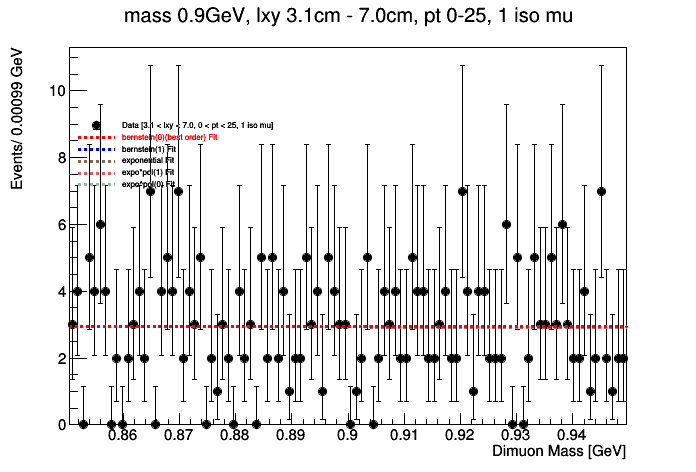 mass 0.9GeV, lxy 3.1cm - 7.0cm, pt 0-25, 1 iso mu
Events/ 0.00099 GeV
10
8
6
4
2
0
Data [3.1 < lxy < 7.0, 0 < pt < 25, 1 iso mu]
bernstein(0)(best order) Fit
bernstein(1) Fit
exponential Fit
expo*pol(1) Fit
expo*pol(0) Fit
0.86 0.87 0.88 0.89 0.9 0.91 0.92 0.93 0.94
Dimuon Mass [GeV]